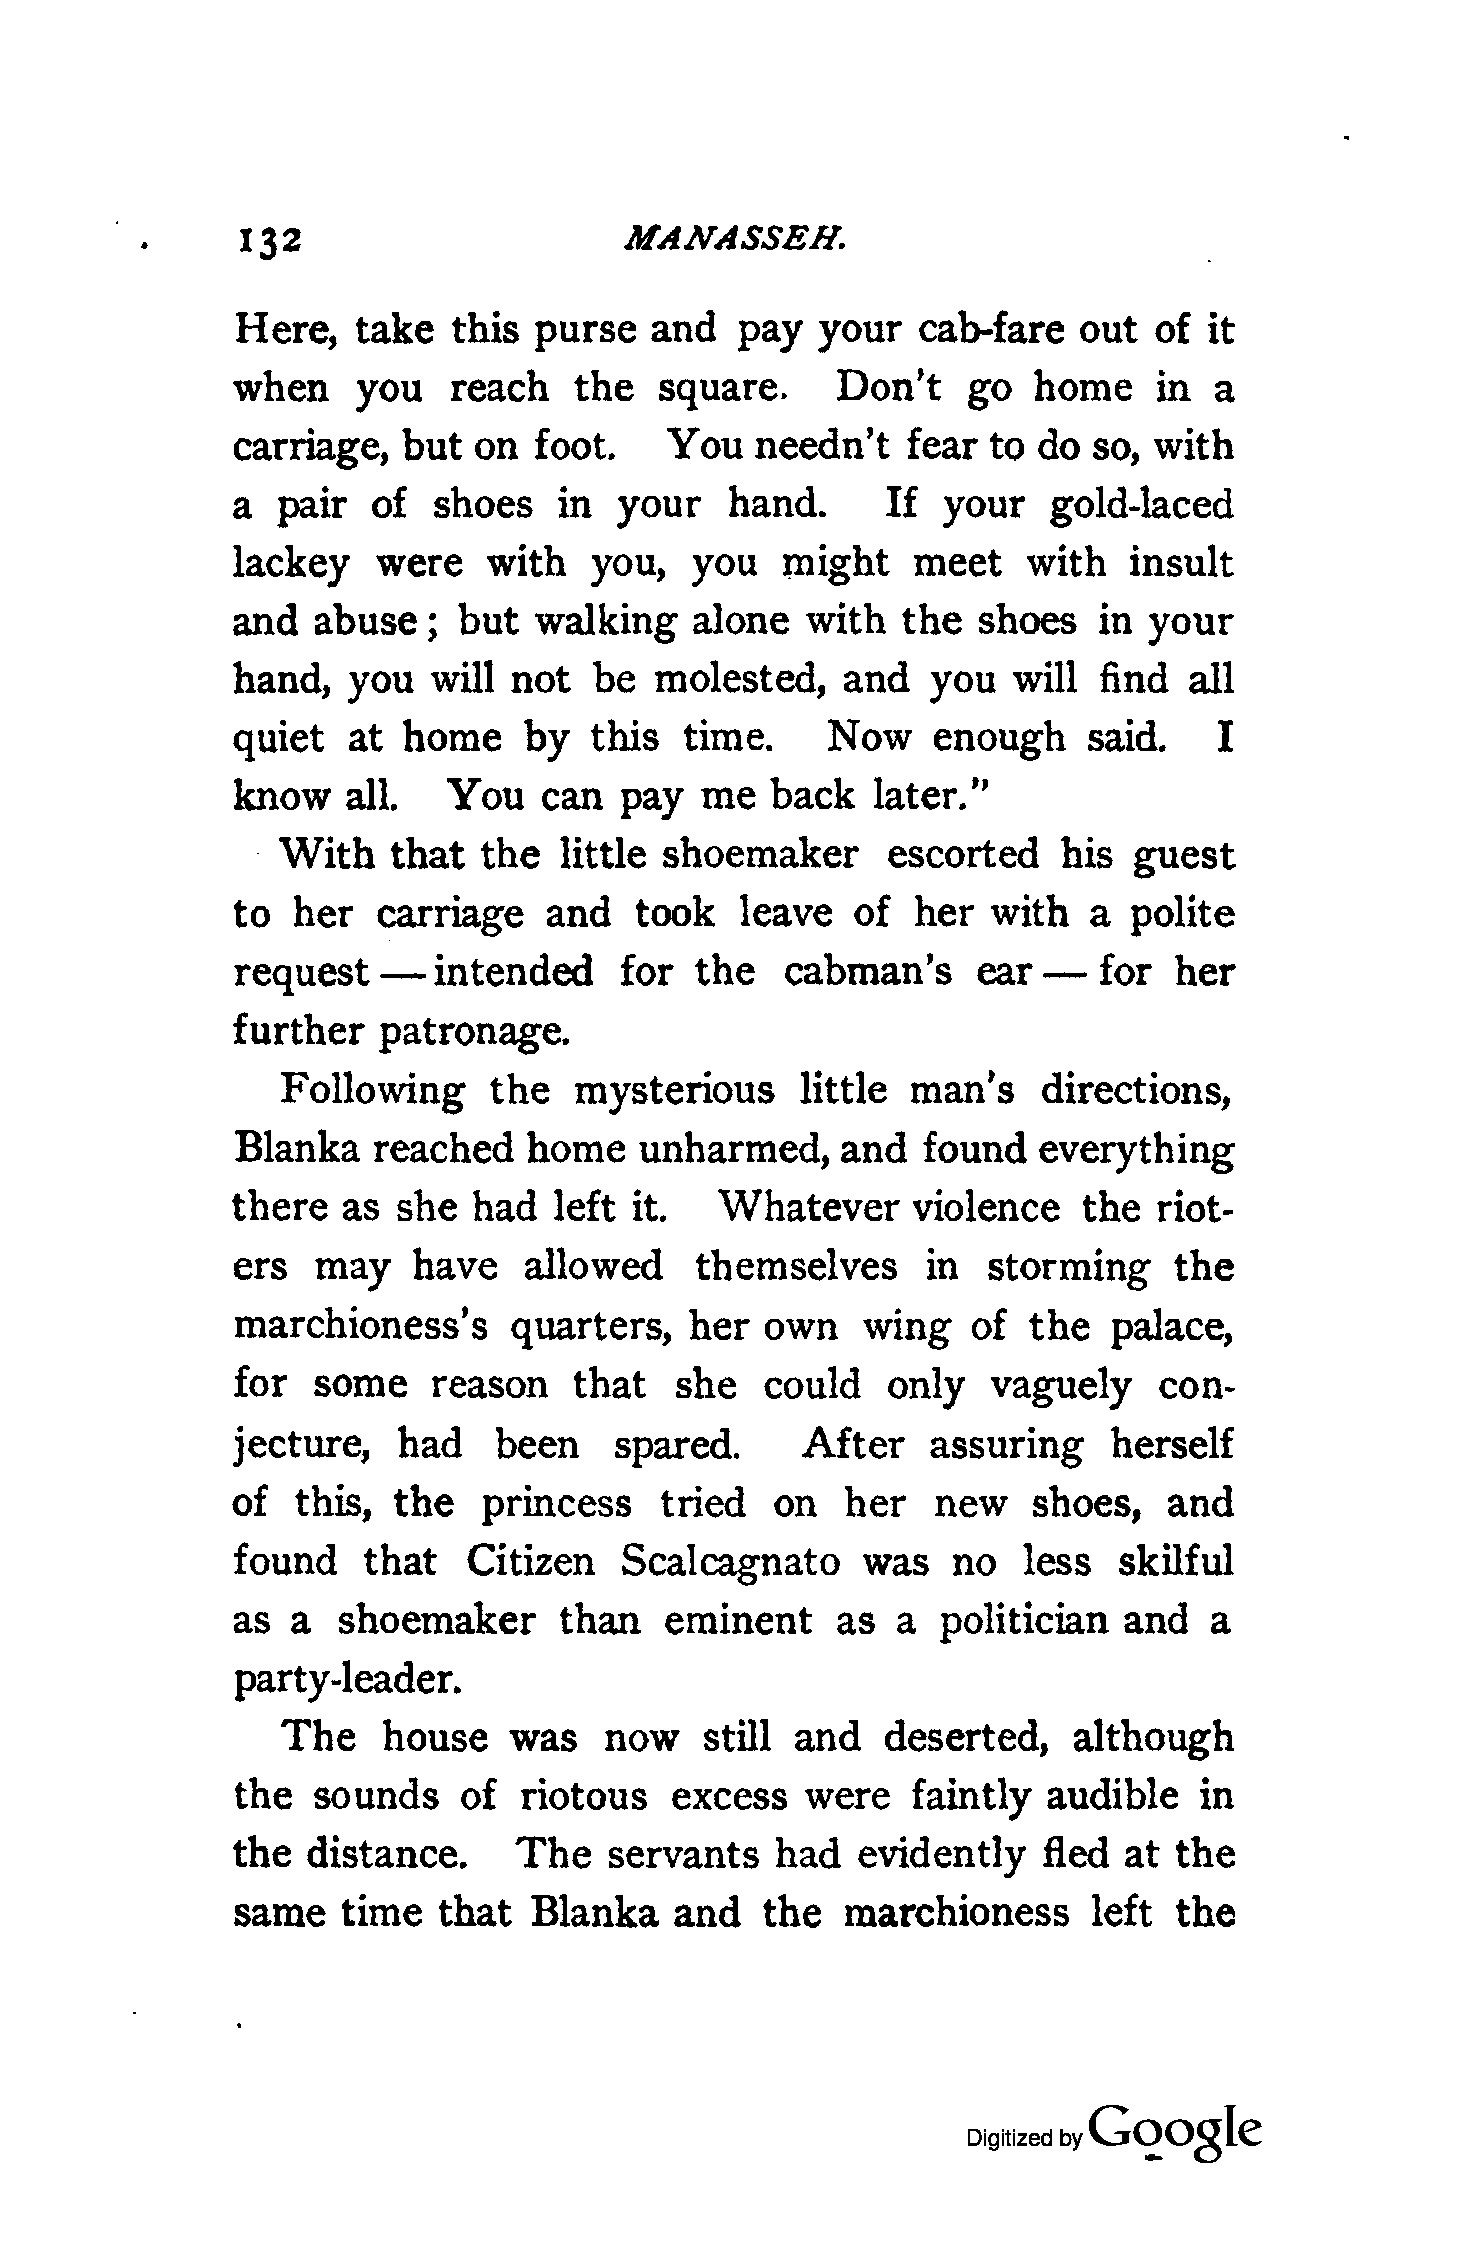 132 MANASSEH.
Here, take this purse and pay your cab-fare out of it
when you reach the square. Don't go home in a
carriage, but on foot. You needn't fear to do so, with
a pair of shoes in your hand. If your gold-laced
lackey were with you, you might meet with insult
and abuse; but walking alone with the shoes in your
hand, you will not be molested, and you will find all
quiet at home by this time. Now enough said. I
know all. You can pay me back later."
With that the little shoemaker escorted his guest
to her carriage and took leave of her with a polite
request — intended for the cabman's ear — for her
further patronage.
Following the mysterious little man's directions,
Blanka reached home unharmed, and found everything
there as she had left it. Whatever violence the riot-
ers may have allowed themselves in storming the
marchioness's quarters, her own wing of the palace,
for some reason that she could only vaguely con-
jecture, had been spared. After assuring herself
of this, the princess tried on her new shoes, and
found that Citizen Scalcagnato was no less skilful
as a shoemaker than eminent as a politician and a
party-leader.
The house was now still and deserted, although
the sounds of riotous excess were faintly audible in
the distance. The servants had evidently fled at the
same time that Blanka and the marchioness left the
Digitized by Google